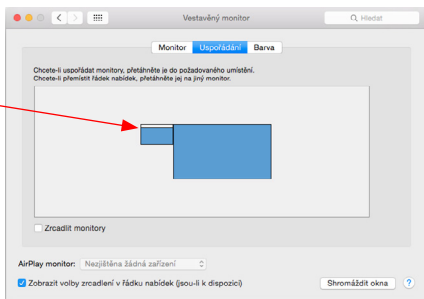 Vestavěný monitor
Hledat
Monitor Uspořádání Barva
Chcete-li uspořádat monitory, přetáhněte je do požadovaného umístění.
Chcete-li přemístit řádek nabídek, přetáhněte jej na jiný monitor.
Zrcadlit monitory
AirPlay monitor: Nezjištěna žádná zařízení
Zobrazit volby zrcadlení v řádku nabídek (jsou-li k dispozici)
Shromáždit okna ?